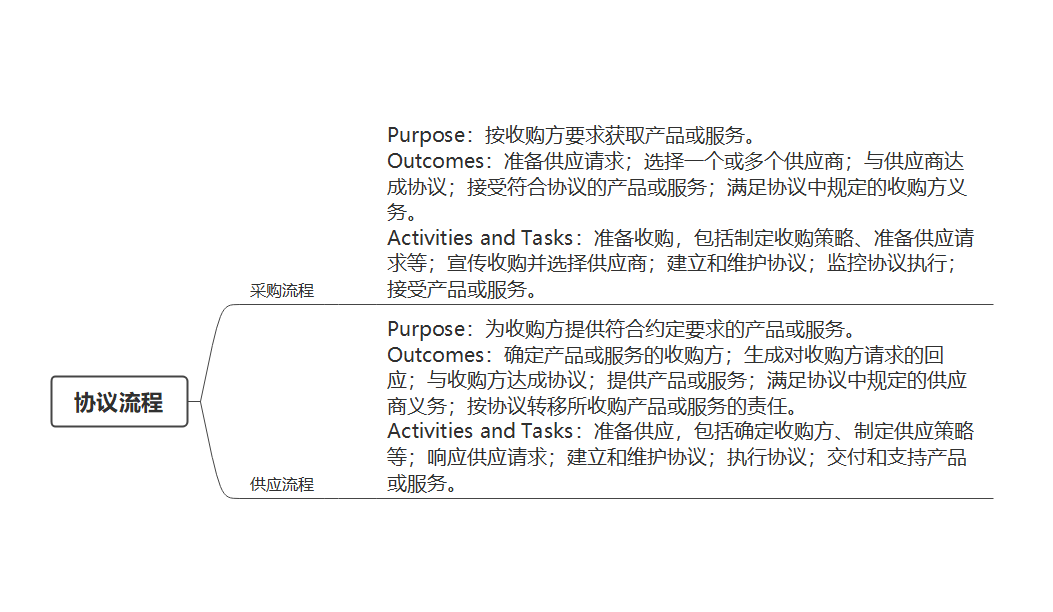 Purpose：按收购方要求获取产品或服务。
Outcomes：准备供应请求；选择一个或多个供应商；与供应商达
成协议；接受符合协议的产品或服务；满足协议中规定的收购方义
务。
Activities and Tasks：准备收购，包括制定收购策略、准备供应请
求等；宣传收购并选择供应商；建立和维护协议；监控协议执行；
接受产品或服务。
采购流程
Purpose：为收购方提供符合约定要求的产品或服务。
Outcomes：确定产品或服务的收购方；生成对收购方请求的回
应；与收购方达成协议；提供产品或服务；满足协议中规定的供应
商义务；按协议转移所收购产品或服务的责任。
Activities and Tasks：准备供应，包括确定收购方、制定供应策略
等；响应供应请求；建立和维护协议；执行协议；交付和支持产品
或服务。
供应流程
协议流程